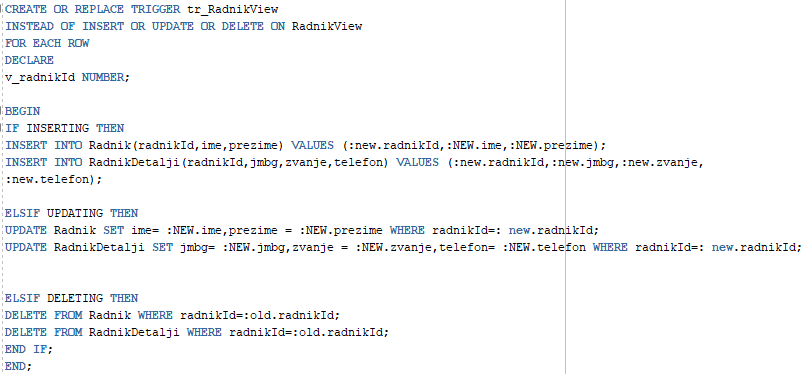 CREATE OR REPLACE TRIGGER tr_RadnikView
INSTEAD OF INSERT OR UPDATE OR DELETE ON RadnikView
FOR EACH ROW
DECLARE
v_radnikId NUMBER;
BEGIN
IF INSERTING THEN
INSERT INTO Radnik(radnikId,ime,prezime) VALUES (:new.radnikId,:NEW.ime,:NEW.prezime);
INSERT INTO RadnikDetalji(radnikId,jmbg,zvanje,telefon) VALUES (:new.radnikId,:new.jmbg,:new.zvanje,
:new.telefon);
ELSIF UPDATING THEN
UPDATE Radnik SET ime= :NEW.ime,prezime = :NEW.prezime WHERE radnikId=: new.radnikId;
UPDATE RadnikDetalji SET jmbg= :NEW.jmbg,zvanje = :NEW.zvanje,telefon= :NEW.telefon WHERE radnikId=: new.radnikId;
ELSIF DELETING THEN
DELETE FROM Radnik WHERE radnikId=:old.radnikId;
DELETE FROM RadnikDetalji WHERE radnikId=:old.radnikId;
END IF;
END;